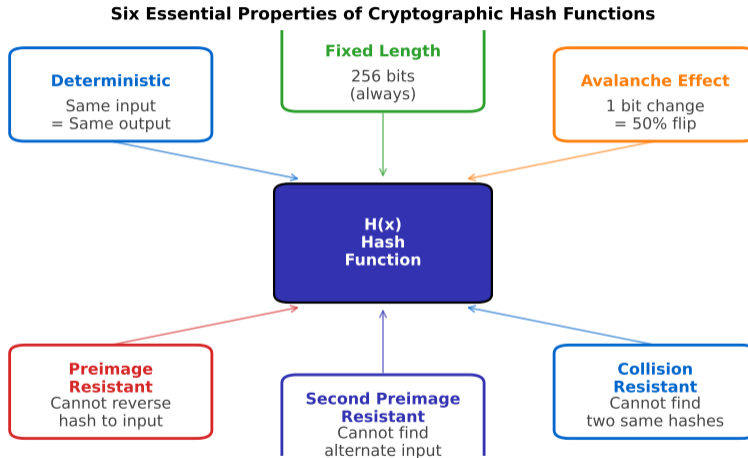 Six Essential Properties of Cryptographic Hash Functions
Deterministic
Same input
= Same output
Fixed Length
256 bits
(always)
Avalanche Effect
1 bit change
= 50% flip
H(x)
Hash
Function
Preimage
Resistant
Cannot reverse
hash to input
Second Preimage
Resistant
Cannot find
alternate input
Collision
Resistant
Cannot find
two same hashes